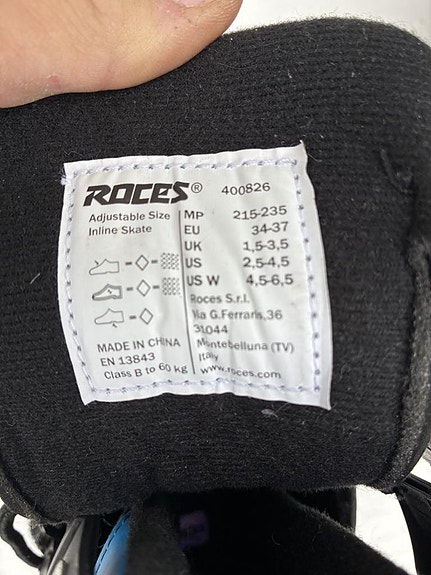 ROCES® 400826
Adjustable Size
Inline Skate
MP 215-235
EU 34-37
UK 1,5-3,5
US 2,5-4,5
US W 4,5-6,5
Roces S.r.l.
Via G.Ferraris,36
31044
Montebelluna (TV)
Italy
www.roces.com
MADE IN CHINA
EN 13843
Class B to 60 kg